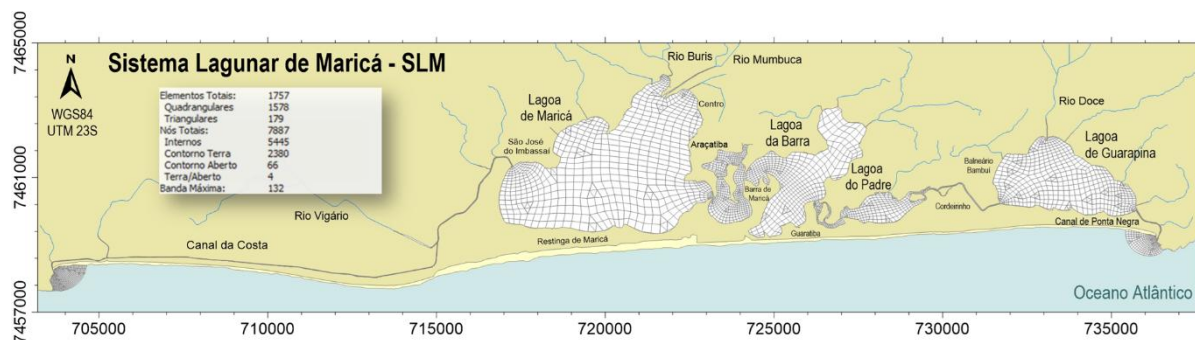 Sistema Lagunar de Maricá - SLM
N
WGS84
UTM 23S
Elementos Totais: 1757
Quadrangulares 1578
Triangulares 179
Nós Totais: 7887
Internos 5445
Contorno Terra 2380
Contorno Aberto 66
Terra/Aberto 4
Banda Máxima: 132
Rio Buris
Rio Mumbuca
Lagoa
de Maricá
Centro
São José
do Imbassaí
Araçatiba
Lagoa
da Barra
Barra de
Maricá
Lagoa
do Padre
Rio Doce
Lagoa
de Guarapina
Balneário
Bambuí
Cordeirinho
Canal de Ponta Negra
Guaratiba
Restinga de Maricá
Rio Vigário
Canal da Costa
Oceano Atlântico
7465000
7461000
7457000
705000
710000
715000
720000
725000
730000
735000